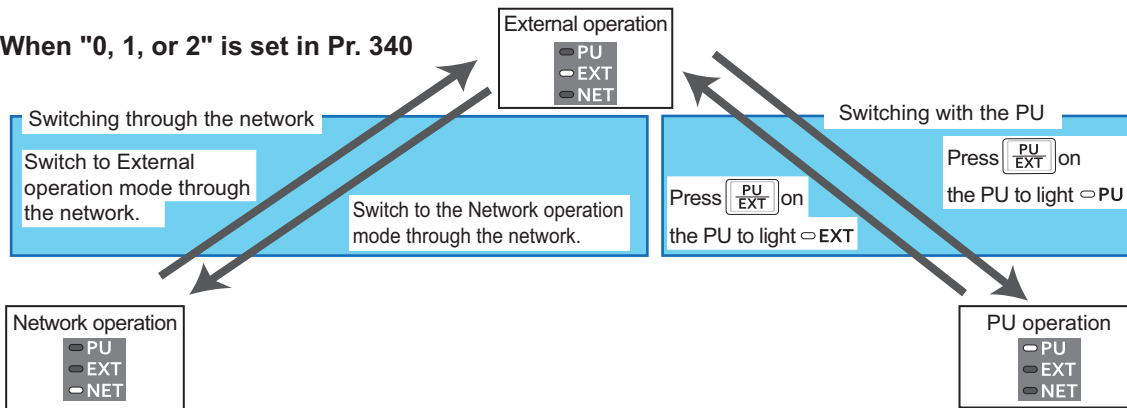 When "0, 1, or 2" is set in Pr. 340
External operation
PU
EXT
NET
Switching through the network
Switch to External
operation mode through
the network.
Switch to the Network operation
mode through the network.
Switching with the PU
Press PU/EXT on
the PU to light EXT
Press PU/EXT on
the PU to light PU
Network operation
PU
EXT
NET
PU operation
PU
EXT
NET